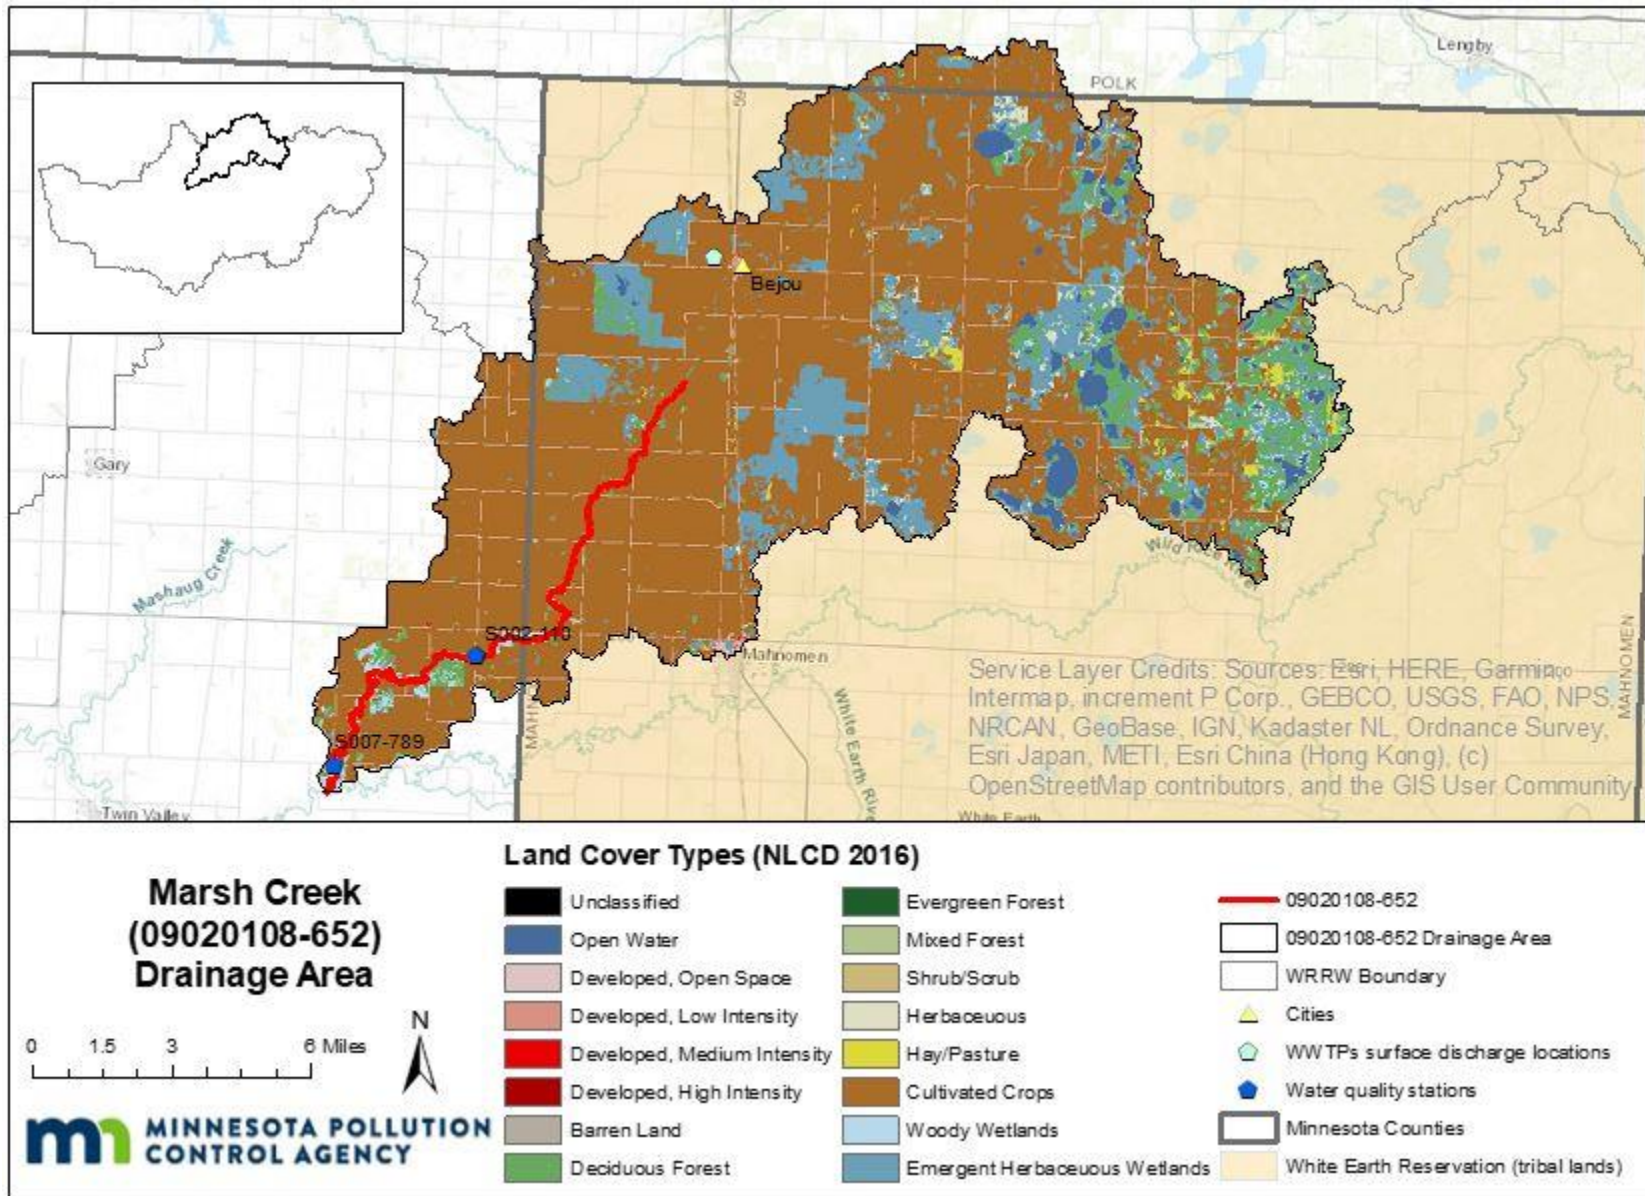 Lengby
POLK
59
Bejou
Gary
Mashaug Creek
S002-110
Mahnomen
Wild Rice River
MAHNOMEN
White Earth River
S007-789
Twin Valley
White Earth
Service Layer Credits: Sources: Esri, HERE, Garmin,
Intermap, increment P Corp., GEBCO, USGS, FAO, NPS,
NRCAN, GeoBase, IGN, Kadaster NL, Ordnance Survey,
Esri Japan, METI, Esri China (Hong Kong), (c)
OpenStreetMap contributors, and the GIS User Community
Marsh Creek
(09020108-652)
Drainage Area
0 1.5 3 6 Miles
N
MINNESOTA POLLUTION
CONTROL AGENCY
Land Cover Types (NLCD 2016)
Unclassified
Open Water
Developed, Open Space
Developed, Low Intensity
Developed, Medium Intensity
Developed, High Intensity
Barren Land
Deciduous Forest
Evergreen Forest
Mixed Forest
Shrub/Scrub
Herbaceuous
Hay/Pasture
Cultivated Crops
Woody Wetlands
Emergent Herbaceuous Wetlands
09020108-652
09020108-652 Drainage Area
WRRW Boundary
Cities
WWTPs surface discharge locations
Water quality stations
Minnesota Counties
White Earth Reservation (tribal lands)